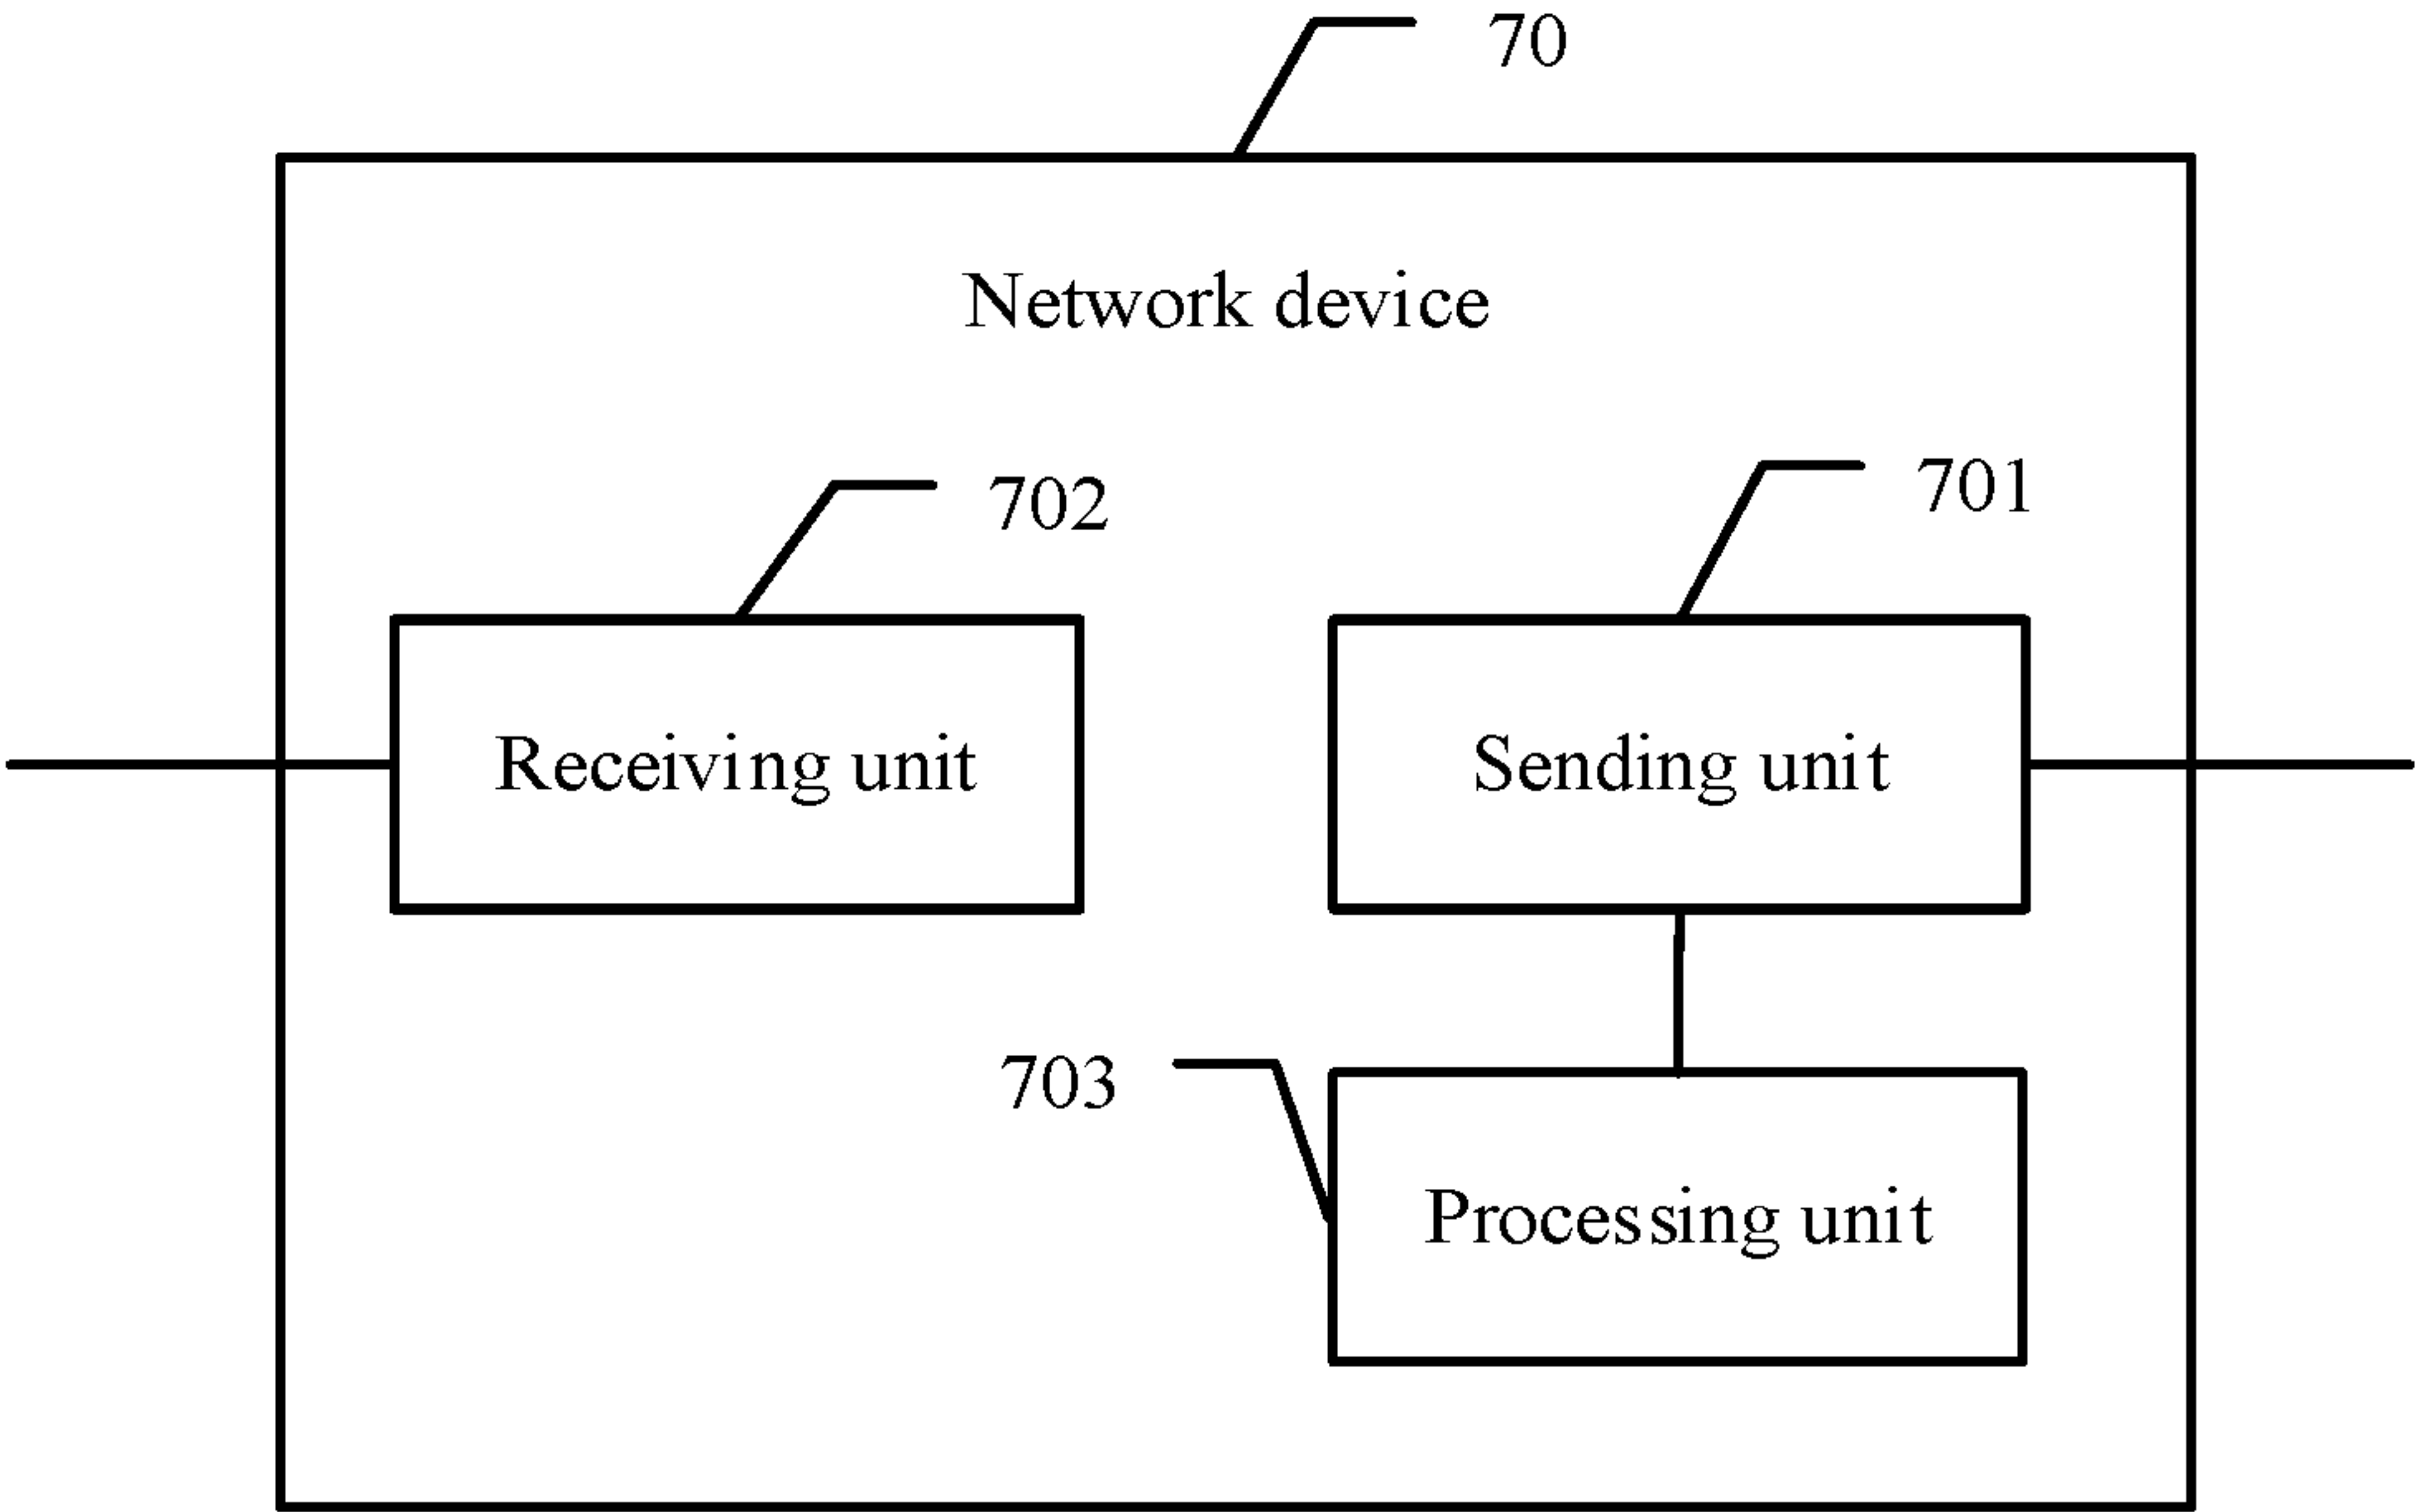 70
Network device
702
701
Receiving unit
Sending unit
703
Processing unit